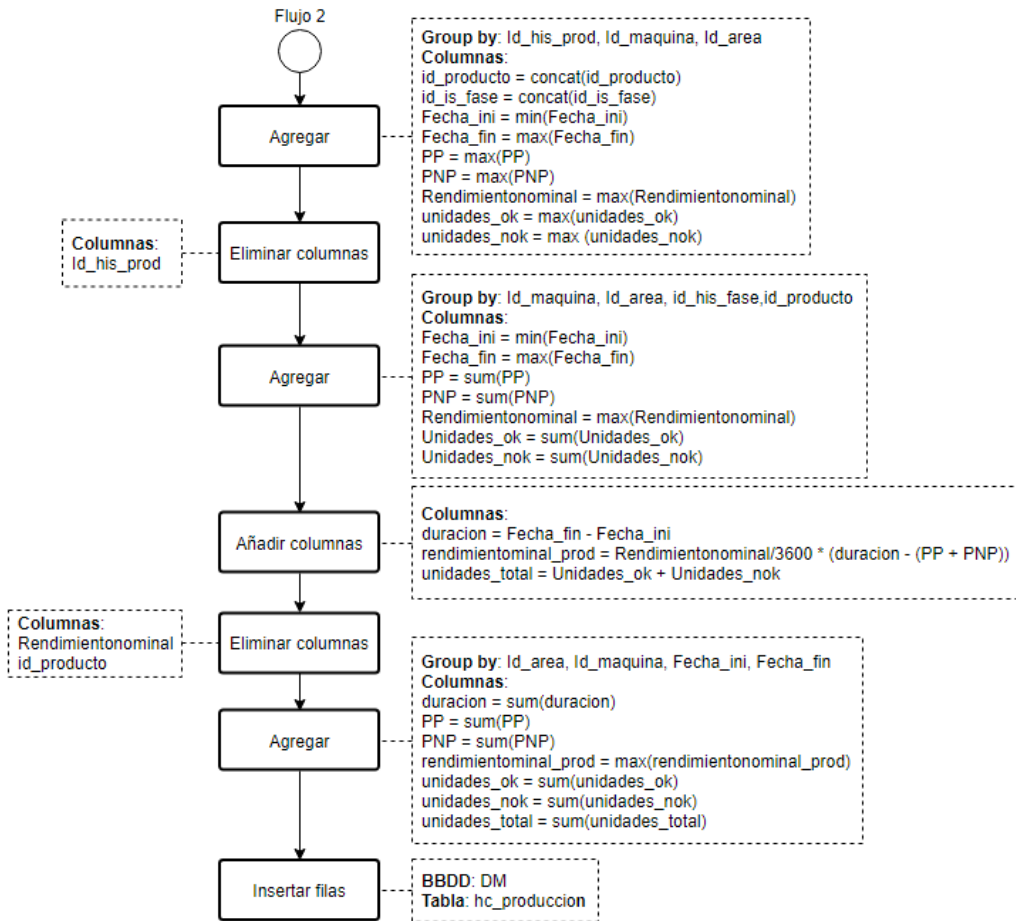 Flujo 2
Agregar
Group by: Id_his_prod, Id_maquina, Id_area
Columnas:
id_producto = concat(id_producto)
id_is_fase = concat(id_is_fase)
Fecha_ini = min(Fecha_ini)
Fecha_fin = max(Fecha_fin)
PP = max(PP)
PNP = max(PNP)
Rendimientonominal = max(Rendimientonominal)
unidades_ok = max(unidades_ok)
unidades_nok = max (unidades_nok)
Eliminar columnas
Columnas:
Id_his_prod
Agregar
Group by: Id_maquina, Id_area, id_his_fase,id_producto
Columnas:
Fecha_ini = min(Fecha_ini)
Fecha_fin = max(Fecha_fin)
PP = sum(PP)
PNP = sum(PNP)
Rendimientonominal = max(Rendimientonominal)
Unidades_ok = sum(Unidades_ok)
Unidades_nok = sum(Unidades_nok)
Añadir columnas
Columnas:
duracion = Fecha_fin - Fecha_ini
rendimientominal_prod = Rendimientonominal/3600 * (duracion - (PP + PNP))
unidades_total = Unidades_ok + Unidades_nok
Eliminar columnas
Columnas:
Rendimientonominal
id_producto
Agregar
Group by: Id_area, Id_maquina, Fecha_ini, Fecha_fin
Columnas:
duracion = sum(duracion)
PP = sum(PP)
PNP = sum(PNP)
rendimientominal_prod = max(rendimientonominal_prod)
unidades_ok = sum(unidades_ok)
unidades_nok = sum(unidades_nok)
unidades_total = sum(unidades_total)
Insertar filas
BBDD: DM
Tabla: hc_produccion